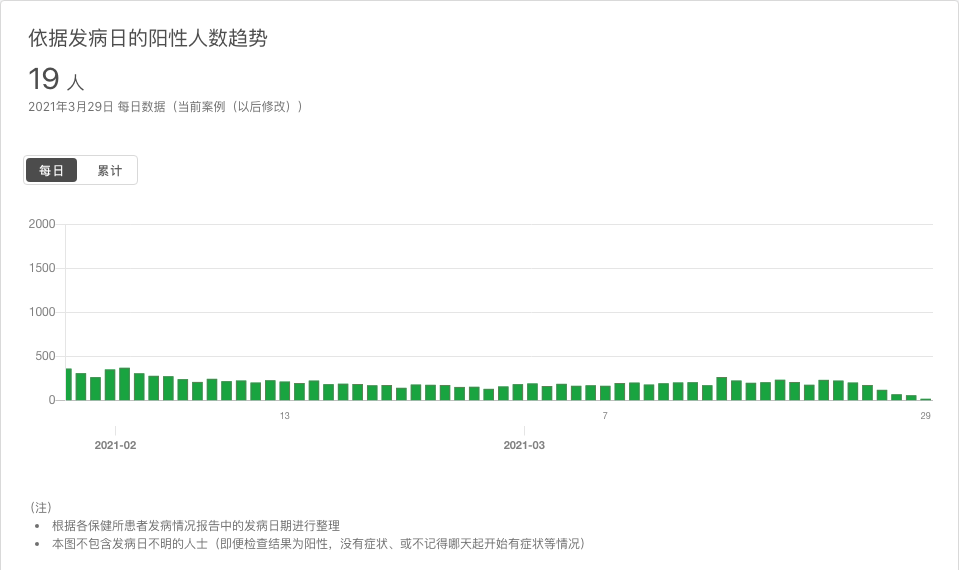 依据发病日的阳性人数趋势
19 人
2021年3月29日 每日数据（当前案例（以后修改））
每日 累计
2000
1500
1000
500
0
13 7 29
2021-02 2021-03
（注）
• 根据各保健所患者发病情况报告中的发病日期进行整理
• 本图不包含发病日不明的人士（即便检查结果为阳性，没有症状、或不记得哪天起开始有症状等情况）